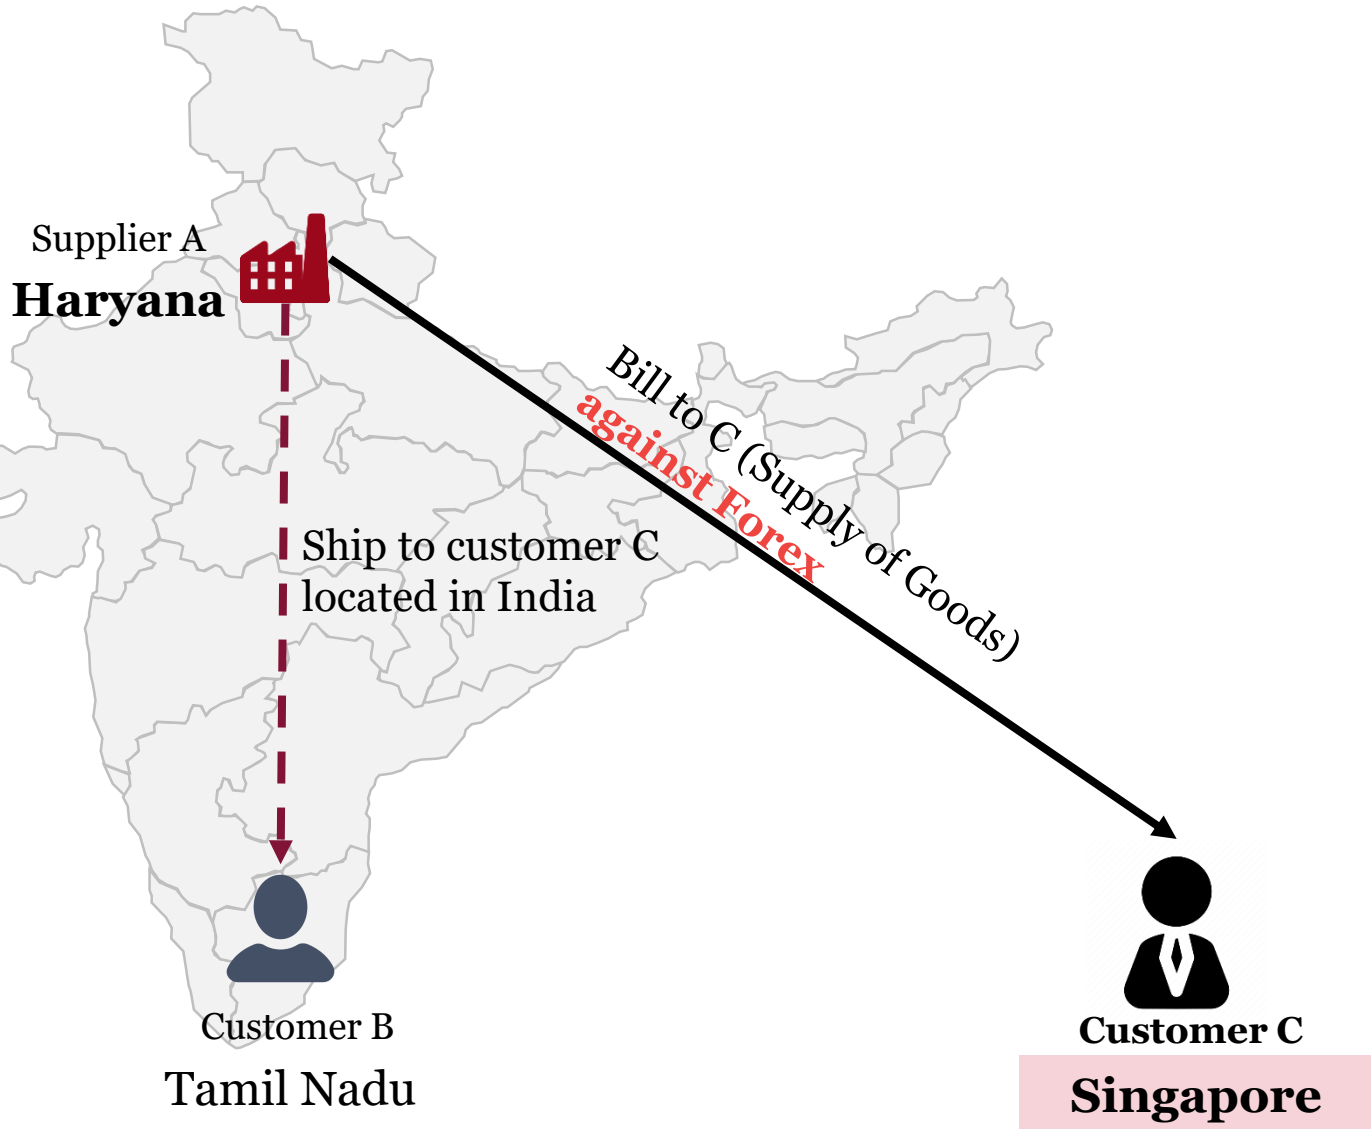 Supplier A
Haryana
Bill to C (Supply of Goods)
against Forex
Ship to customer C
located in India
Customer B
Tamil Nadu
Customer C
Singapore